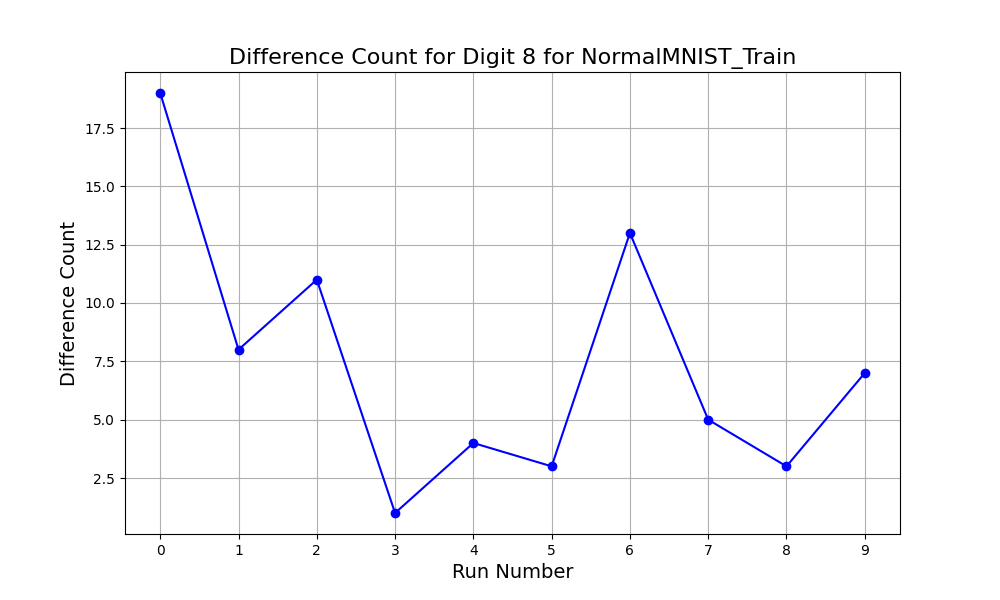 Difference Count for Digit 8 for NormalMNIST_Train
Difference Count
17.5
15.0
12.5
10.0
7.5
5.0
2.5
0 1 2 3 4 5 6 7 8 9
Run Number